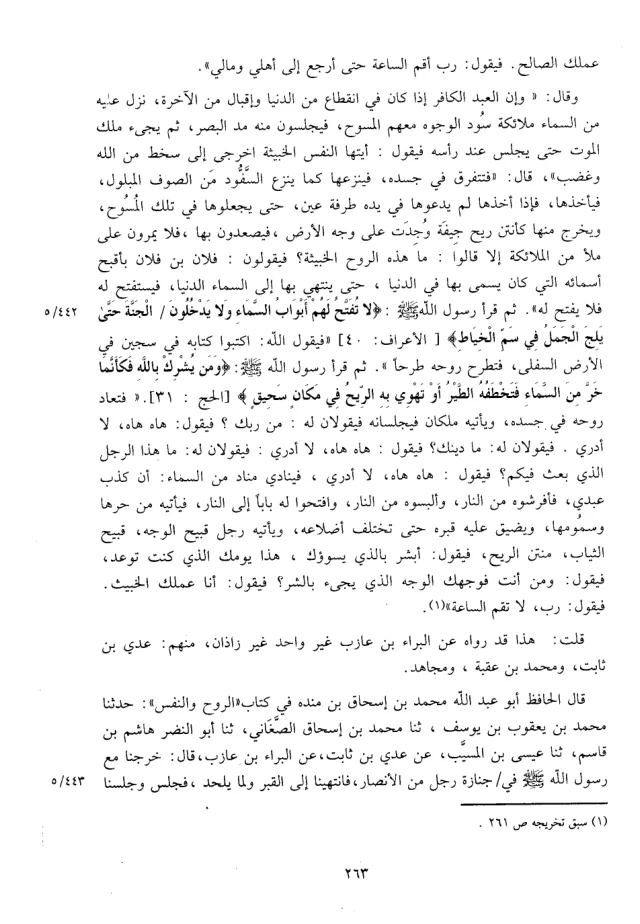 عملك الصالح. فيقول: رب أقم الساعة حتى أرجع إلى أهلي ومالي».
وقال: « وإن العبد الكافر إذا كان في انقطاع من الدنيا وإقبال من الآخرة، نزل عليه
من السماء ملائكة سُود الوجوه معهم المسوح، فيجلسون منه مد البصر، ثم يجىء ملك
الموت حتى يجلس عند رأسه فيقول : أيتها النفس الخبيثة اخرجي إلى سخط من الله
وغضب»، قال: «فتتفرق في جسده، فينزعها كما ينزع السَّفُّود مَن الصوف المبلول،
فيأخذها، فإذا أخذها لم يدعوها في يده طرفة عين، حتى يجعلوها في تلك المُسُوح،
ويخرج منها كأنتن ريح جيفَة وُجدَت على وجه الأرض ،فيصعدون بها ،فلا يمرون على
ملأ من الملائكة إلا قالوا : ما هذه الروح الخبيثة؟ فيقولون : فلان بن فلان بأقبح
أسمائه التي كان يسمى بها في الدنيا ، حتى ينتهي بها إلى السماء الدنيا، فيستفتح له
فلا يفتح له». ثم قرأ رسول اللهﷺ :﴿لا تُفتَّحُ لَهُمْ أَبْوَابُ السَّمَاءِ وَلا يَدْخُلُونَ / الْجَنَّةَ حَتَّىٰ ٥/٤٤٢
يَلِجَ الْجَمَلُ فِي سَمِّ الْخِيَاطِ﴾ [ الأعراف: ٤٠] «فيقول الله: اكتبوا كتابه في سجين في
الأرض السفلى، فتطرح روحه طرحاً ». ثم قرأ رسول الله ﷺ:﴿وَمَن يُشْرِكْ بِاللَّهِ فَكَأَنَّمَا
خَرَّ مِنَ السَّمَاءِ فَتَخْطَفُهُ الطَّيْرُ أَوْ تَهْوِي بِهِ الرِّيحُ فِي مَكَانٍ سَحِيقٍ ﴾ [الحج : ٣١]. « فتعاد
روحه في جسده، ويأتيه ملكان فيجلسانه فيقولان له : من ربك ؟ فيقول: هاه هاه، لا
أدري . فيقولان له: ما دينك؟ فيقول : هاه هاه، لا أدري : فيقولان له: ما هذا الرجل
الذي بعث فيكم؟ فيقول : هاه هاه، لا أدري ، فينادي مناد من السماء: أن كذب
عبدي، فأفرشوه من النار، وألبسوه من النار، وافتحوا له باباً إلى النار، فيأتيه من حرها
وسمُومها، ويضيق عليه قبره حتى تختلف أضلاعه، ويأتيه رجل قبيح الوجه، قبيح
الثياب، منتن الريح، فيقول: أبشر بالذي يسوؤك ، هذا يومك الذي كنت توعد،
فيقول: ومن أنت فوجهك الوجه الذي يجىء بالشر؟ فيقول: أنا عملك الخبيث.
فيقول: رب، لا تقم الساعة»(١).
قلت: هذا قد رواه عن البراء بن عازب غير واحد غير زاذان، منهم: عدي بن
ثابت، ومحمد بن عقبة ، ومجاهد.
قال الحافظ أبو عبد الله محمد بن إسحاق بن منده في كتاب«الروح والنفس»: حدثنا
محمد بن يعقوب بن يوسف ، ثنا محمد بن إسحاق الصَّغَاني، ثنا أبو النضر هاشم بن
قاسم، ثنا عيسى بن المسيَّب، عن عدي بن ثابت،عن البراء بن عازب،قال: خرجنا مع
رسول الله ﷺ في/ جنازة رجل من الأنصار،فانتهينا إلى القبر ولما يلحد ،فجلس وجلسنا ٥/٤٤٣
(١) سبق تخريجه ص ٢٦١ .
٢٦٣